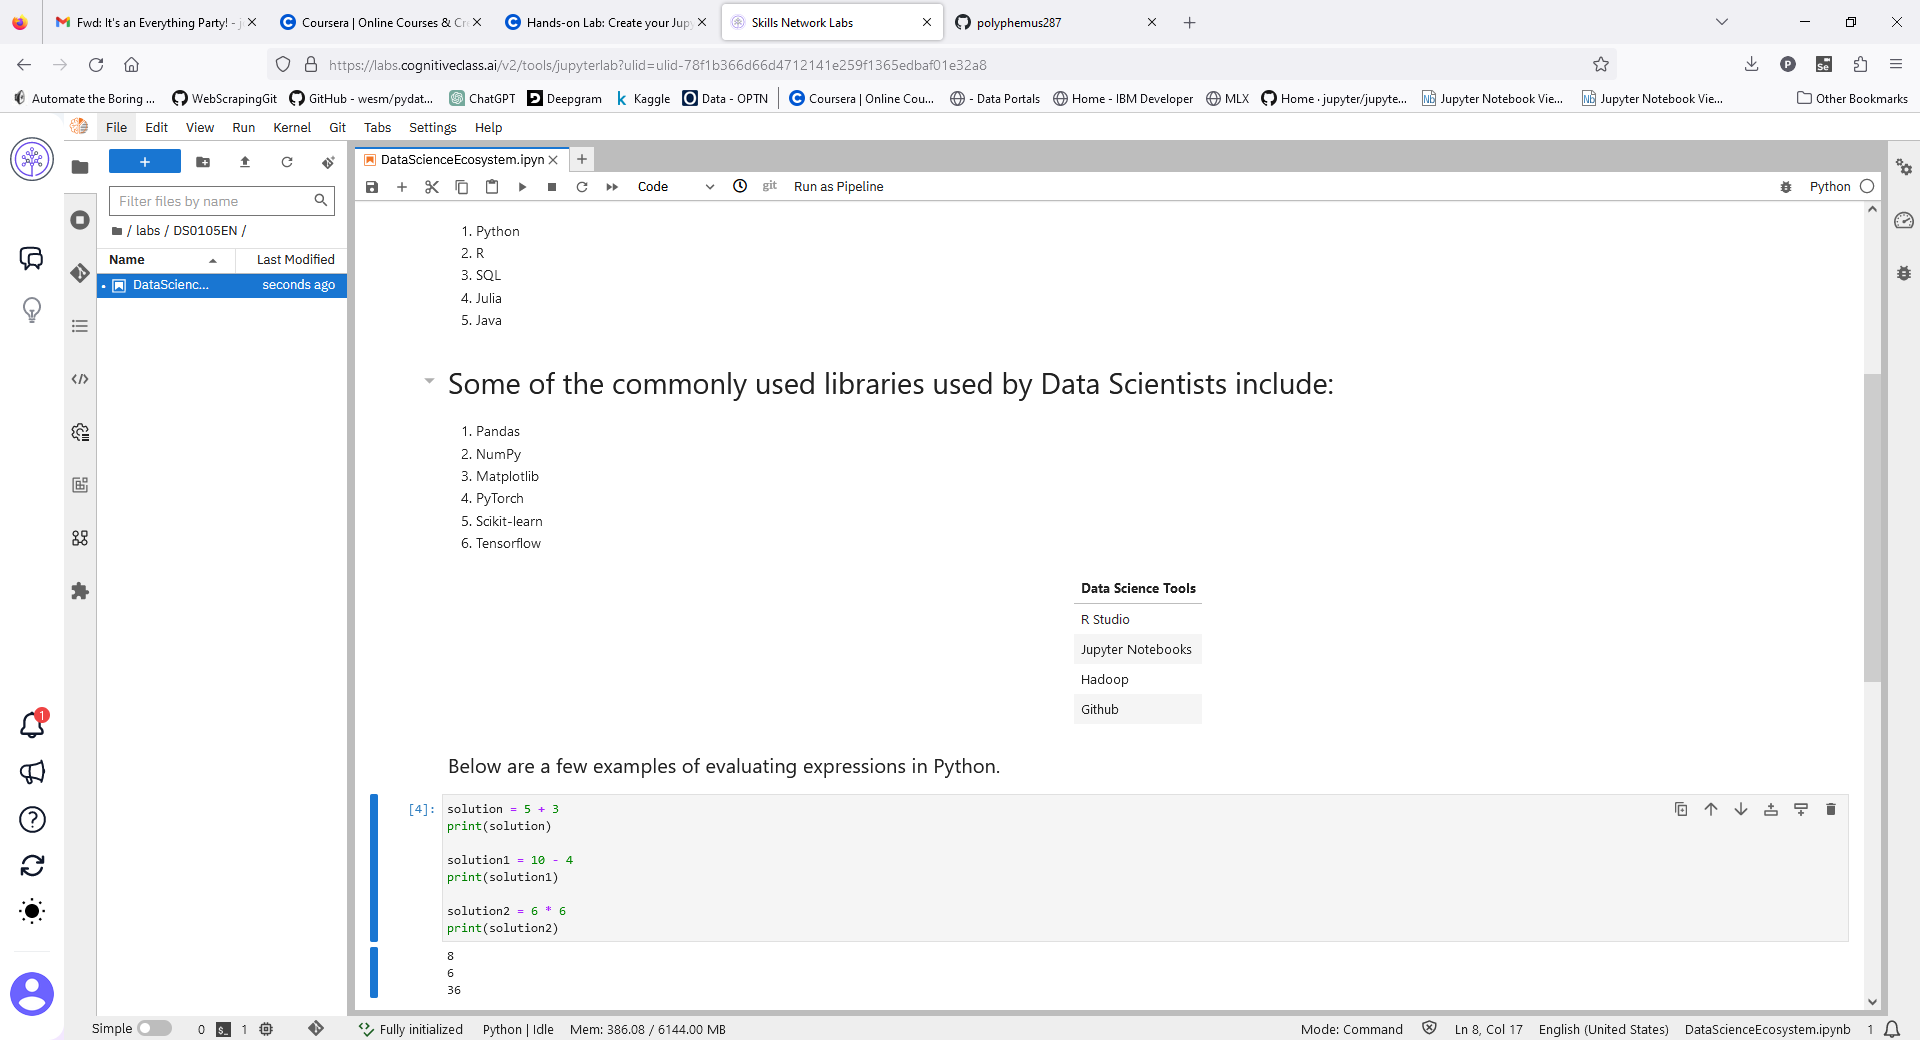 Fwd: It's an Everything Party! - j
Coursera | Online Courses & Cr
Hands-on Lab: Create your Jup
Skills Network Labs
polyphemus287
https://labs.cognitiveclass.ai/v2/tools/jupyterlab?ulid=ulid-78f1b366d66d4712141e259f1365edbaf01e32a8
P
Se
Automate the Boring ...
WebScrapingGit
GitHub - wesm/pydat...
ChatGPT
Deepgram
Kaggle
Data - OPTN
Coursera | Online Cou...
- Data Portals
Home - IBM Developer
MLX
Home · jupyter/jupyte...
Jupyter Notebook Vie...
Jupyter Notebook Vie...
Other Bookmarks
File Edit View Run Kernel Git Tabs Settings Help
Filter files by name
/ labs / DS0105EN /
Name Last Modified
DataScienc... seconds ago
DataScienceEcosystem.ipyn
Code
git
Run as Pipeline
Python
1. Python
2. R
3. SQL
4. Julia
5. Java
Some of the commonly used libraries used by Data Scientists include:
1. Pandas
2. NumPy
3. Matplotlib
4. PyTorch
5. Scikit-learn
6. Tensorflow
Data Science Tools
R Studio
Jupyter Notebooks
Hadoop
Github
Below are a few examples of evaluating expressions in Python.
[4]:
solution = 5 + 3
print(solution)
solution1 = 10 - 4
print(solution1)
solution2 = 6 * 6
print(solution2)
8
6
36
1
Simple 0 1 Fully initialized Python | Idle Mem: 386.08 / 6144.00 MB Mode: Command Ln 8, Col 17 English (United States) DataScienceEcosystem.ipynb 1